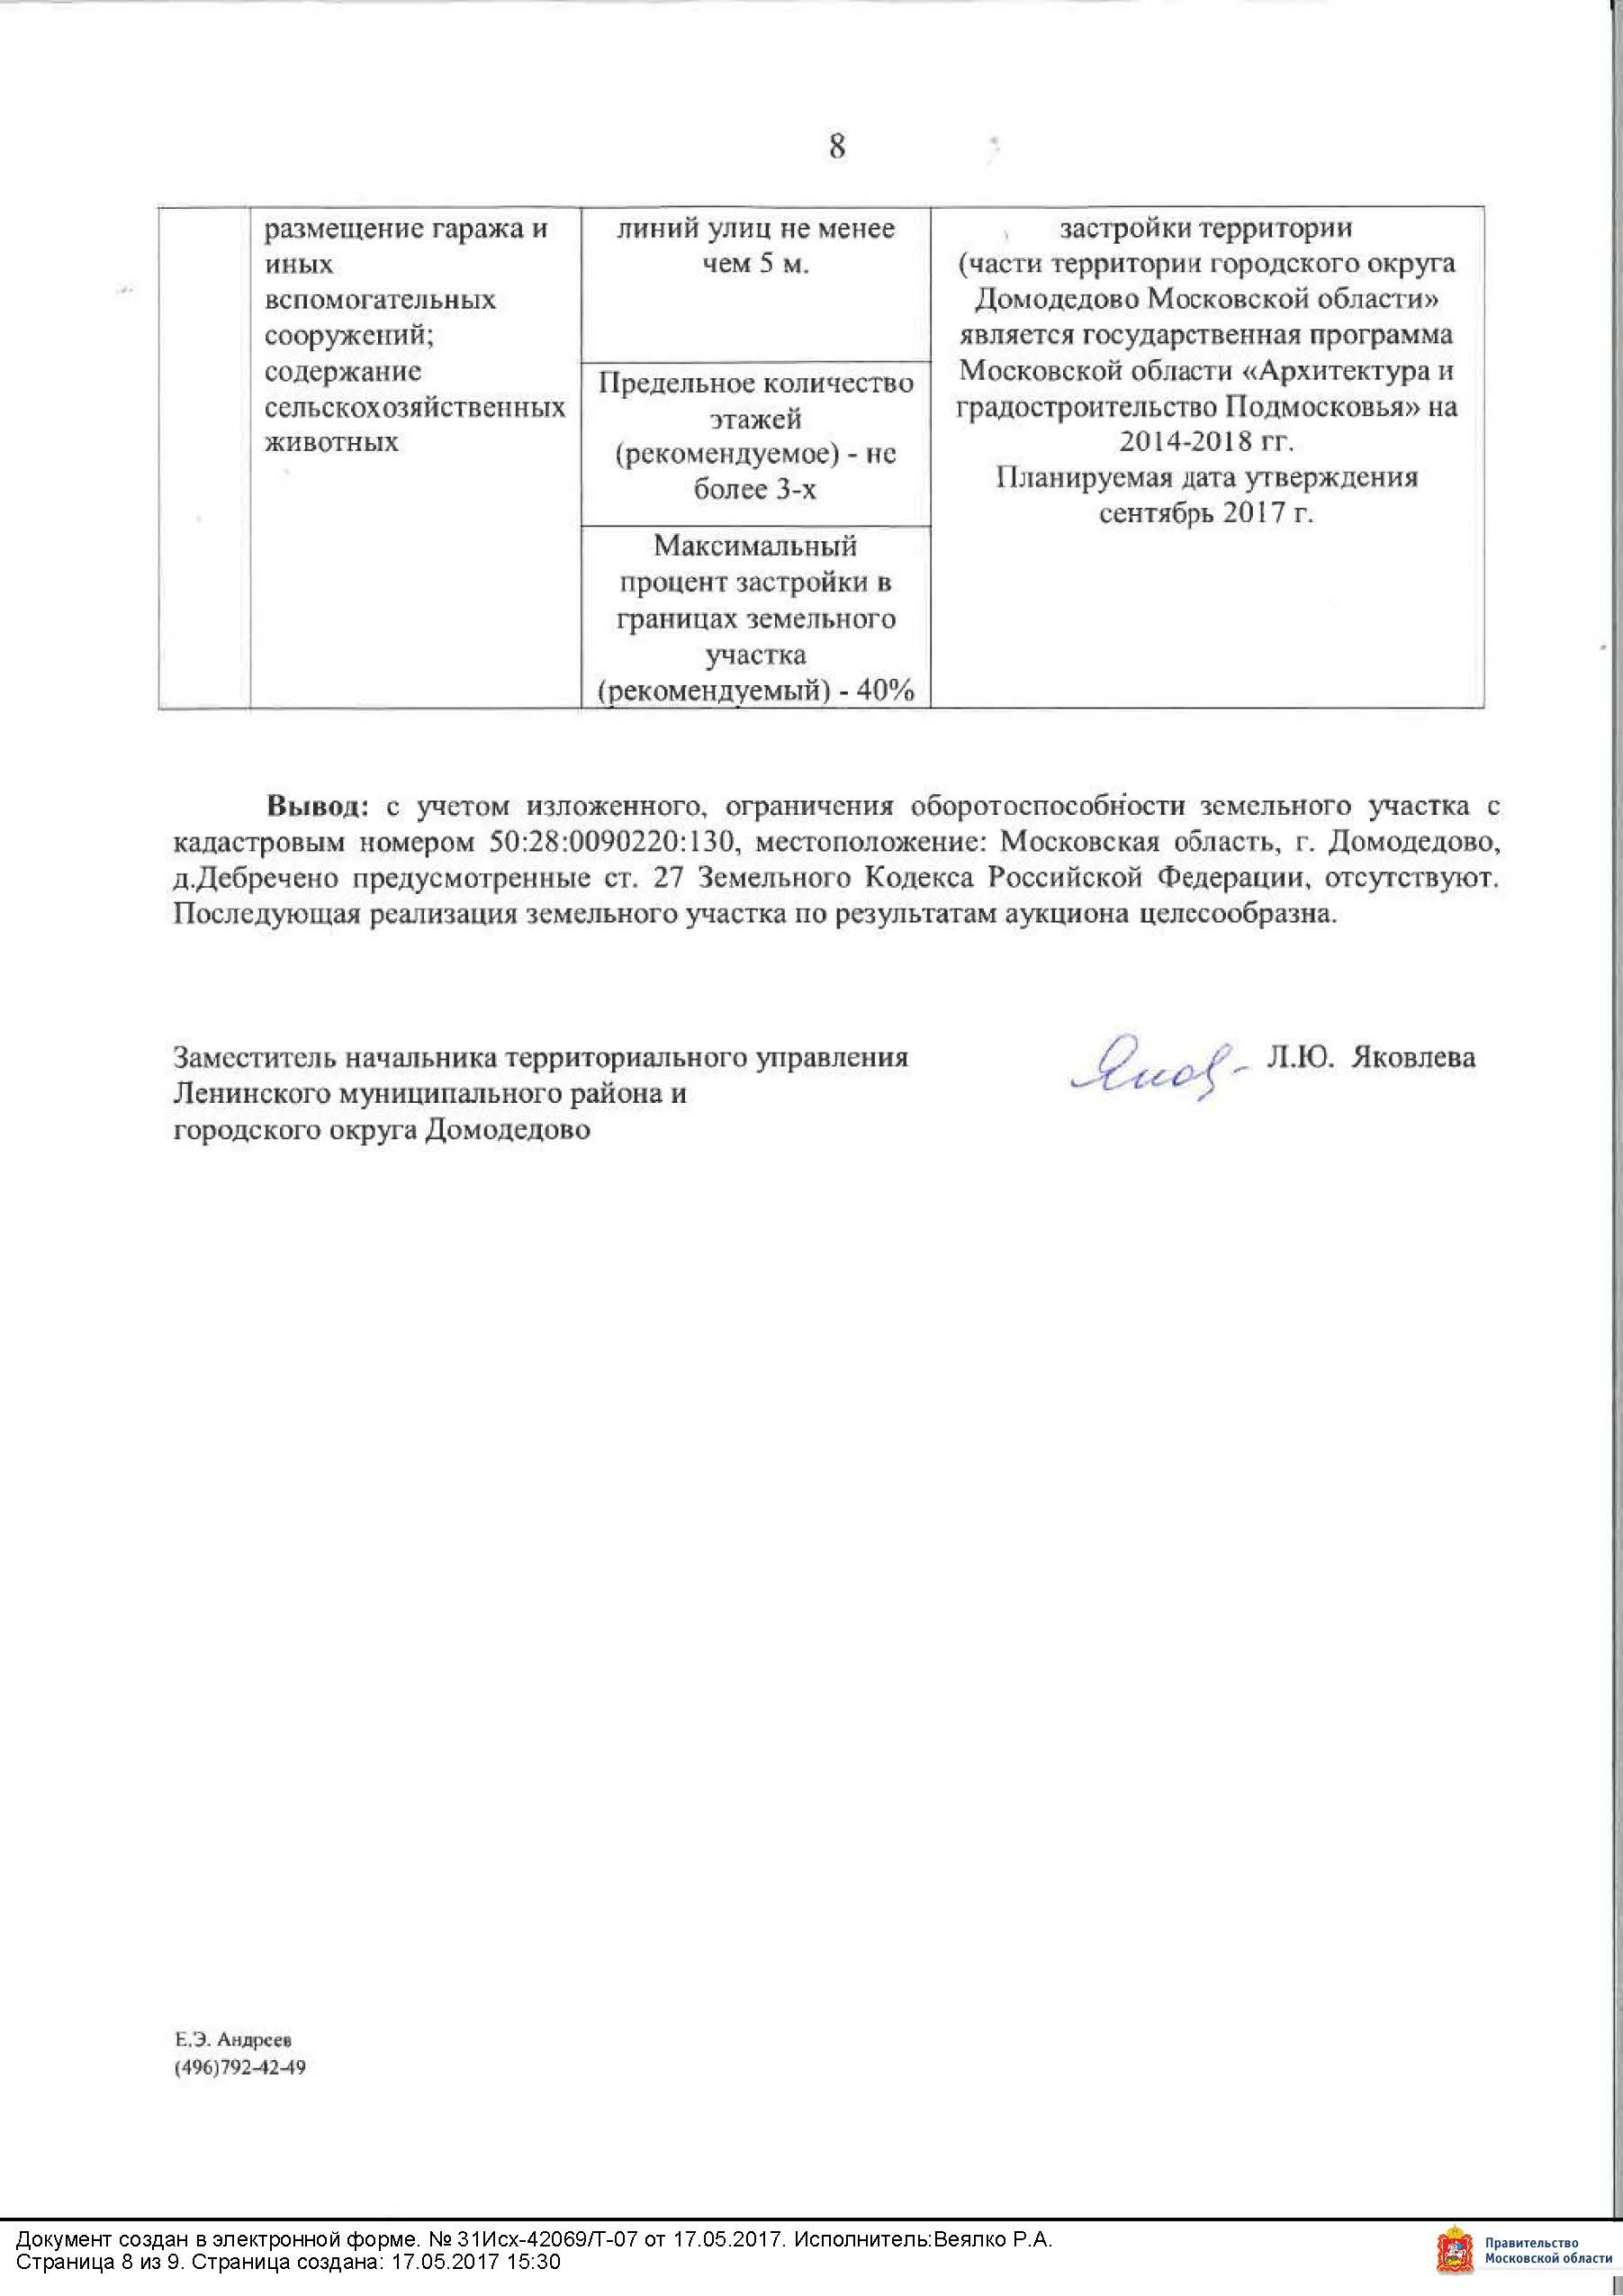 8
размещение гаража и
иных
вспомогательных
сооружений;
содержание
сельскохозяйственных
животных
линий улиц не менее
чем 5 м.
Предельное количество
этажей
(рекомендуемое) - не
более 3-х
Максимальный
процент застройки в
границах земельного
участка
(рекомендуемый) - 40%
застройки территории
(части территории городского округа
Домодедово Московской области»
является государственная программа
Московской области «Архитектура и
градостроительство Подмосковья» на
2014-2018 гг.
Планируемая дата утверждения
сентябрь 2017 г.
Вывод: с учетом изложенного, ограничения оборотоспособности земельного участка с
кадастровым номером 50:28:0090220:130, местоположение: Московская область, г. Домодедово,
д.Дебречено предусмотренные ст. 27 Земельного Кодекса Российской Федерации, отсутствуют.
Последующая реализация земельного участка по результатам аукциона целесообразна.
Заместитель начальника территориального управления
Ленинского муниципального района и
городского округа Домодедово
Л.Ю. Яковлева
Е.Э. Андреев
(496)792-42-49
Документ создан в электронной форме. № 31Исх-42069/Т-07 от 17.05.2017. Исполнитель:Веялко Р.А.
Страница 8 из 9. Страница создана: 17.05.2017 15:30
Правительство
Московской области